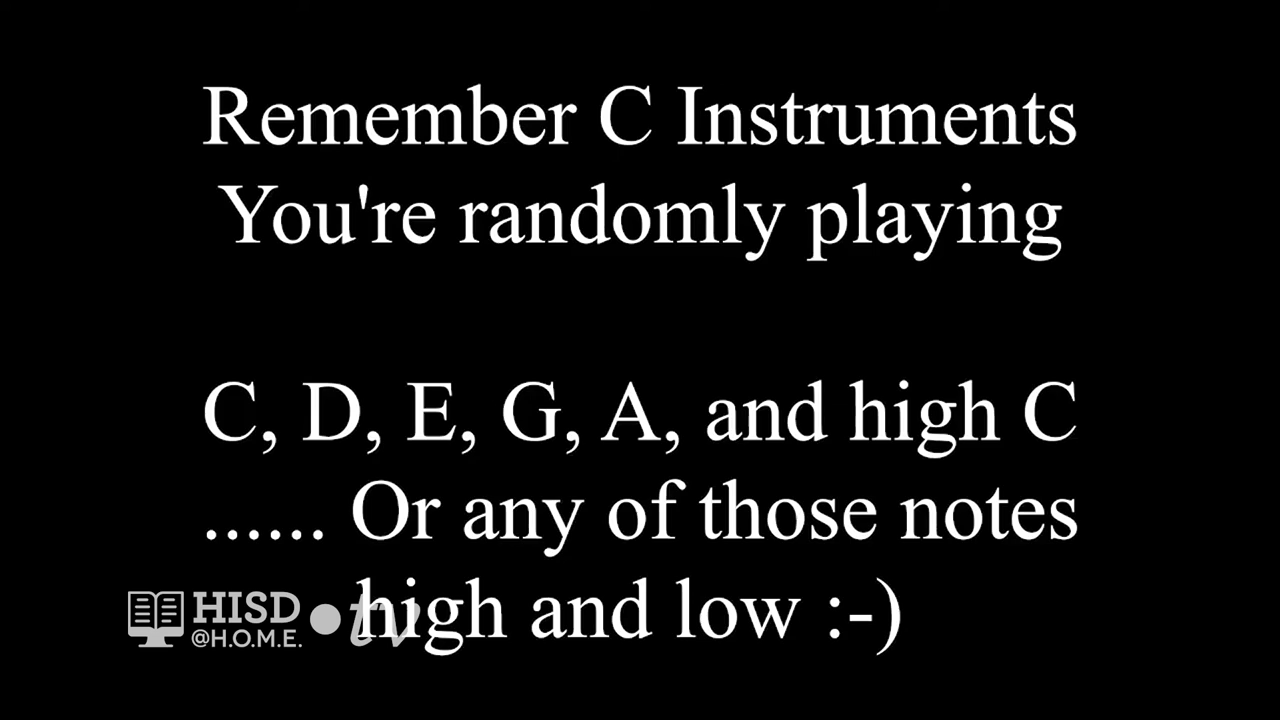 Remember C Instruments
You're randomly playing
C, D, E, G, A, and high C
...... Or any of those notes
high and low :-)
HISD
@H.O.M.E.
tv